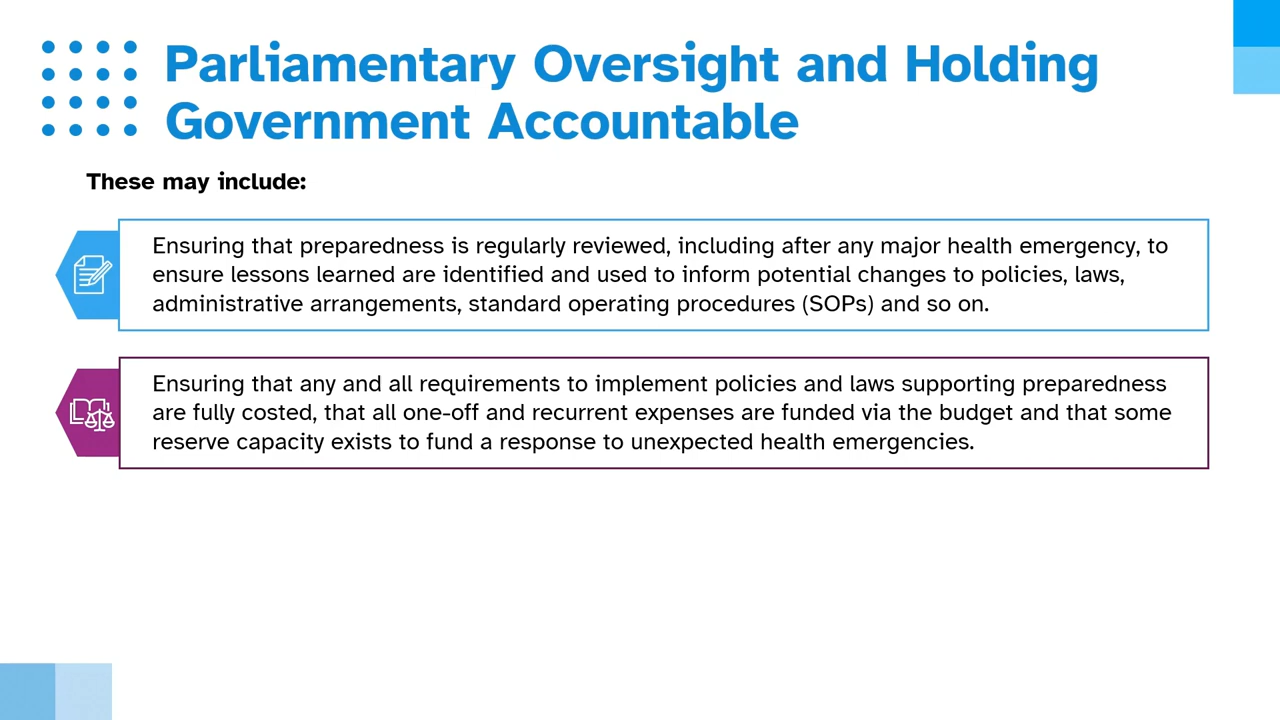 Parliamentary Oversight and Holding
Government Accountable
These may include:
Ensuring that preparedness is regularly reviewed, including after any major health emergency, to
ensure lessons learned are identified and used to inform potential changes to policies, laws,
administrative arrangements, standard operating procedures (SOPs) and so on.
Ensuring that any and all requirements to implement policies and laws supporting preparedness
are fully costed, that all one-off and recurrent expenses are funded via the budget and that some
reserve capacity exists to fund a response to unexpected health emergencies.